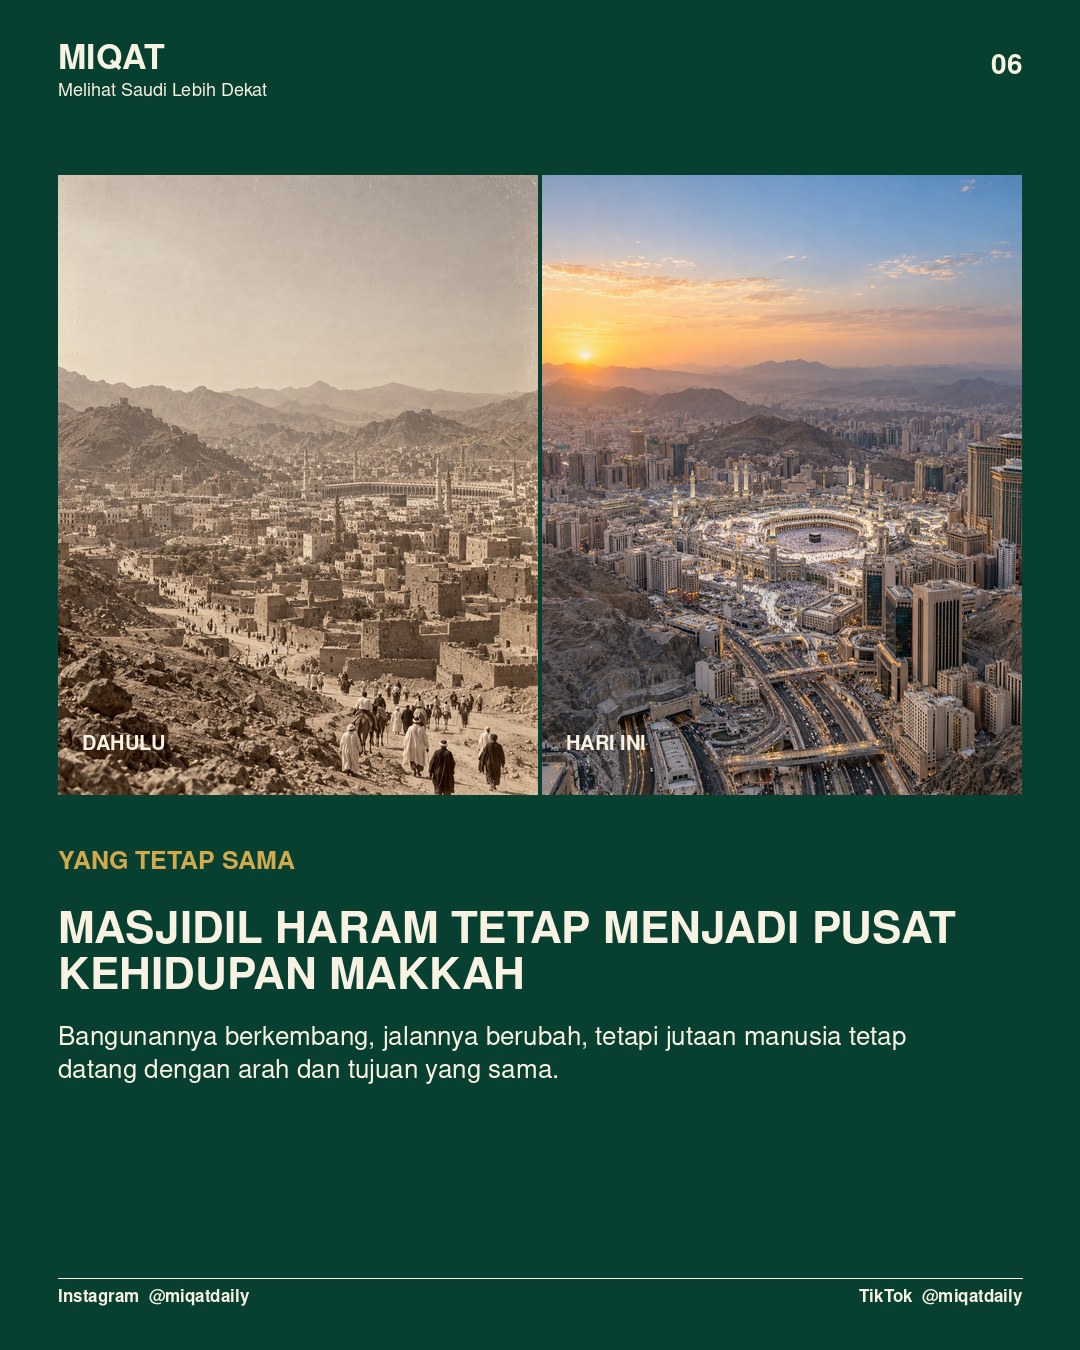 MIQAT
Melihat Saudi Lebih Dekat
06
DAHULU
HARI INI
YANG TETAP SAMA
MASJIDIL HARAM TETAP MENJADI PUSAT
KEHIDUPAN MAKKAH
Bangunannya berkembang, jalannya berubah, tetapi jutaan manusia tetap
datang dengan arah dan tujuan yang sama.
Instagram @miqatdaily
TikTok @miqatdaily